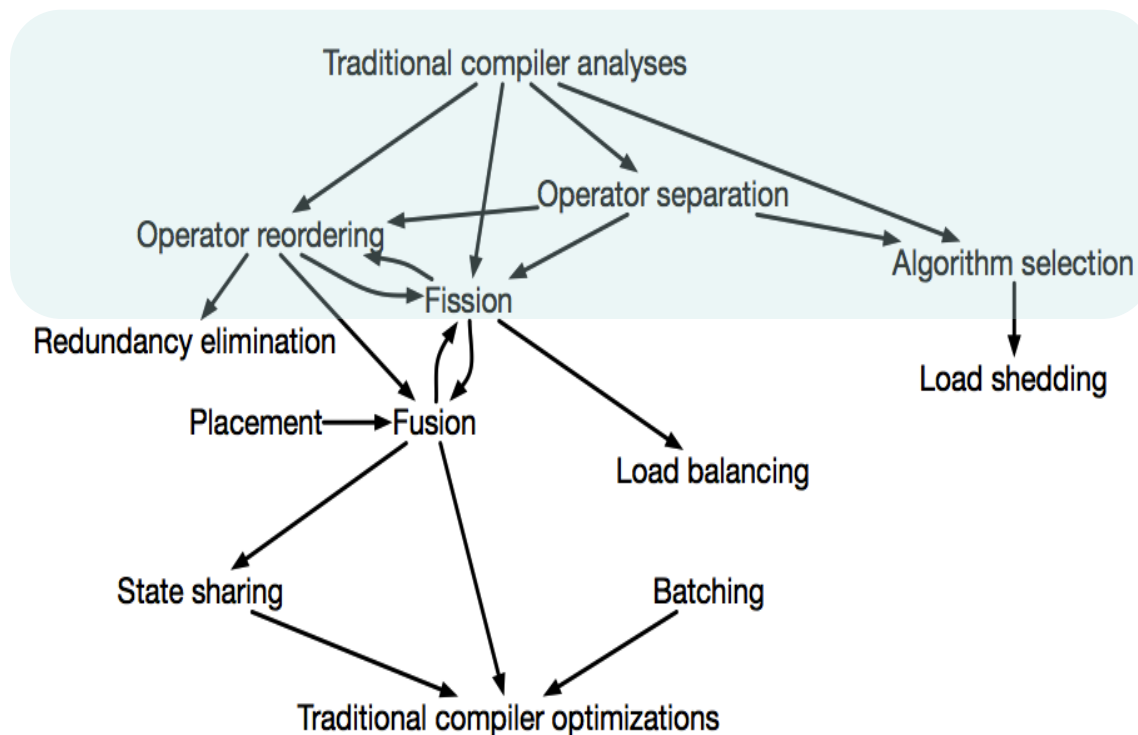 Traditional compiler analyses
Operator separation
Operator reordering
Algorithm selection
Fission
Redundancy elimination
Load shedding
Placement
Fusion
Load balancing
State sharing
Batching
Traditional compiler optimizations